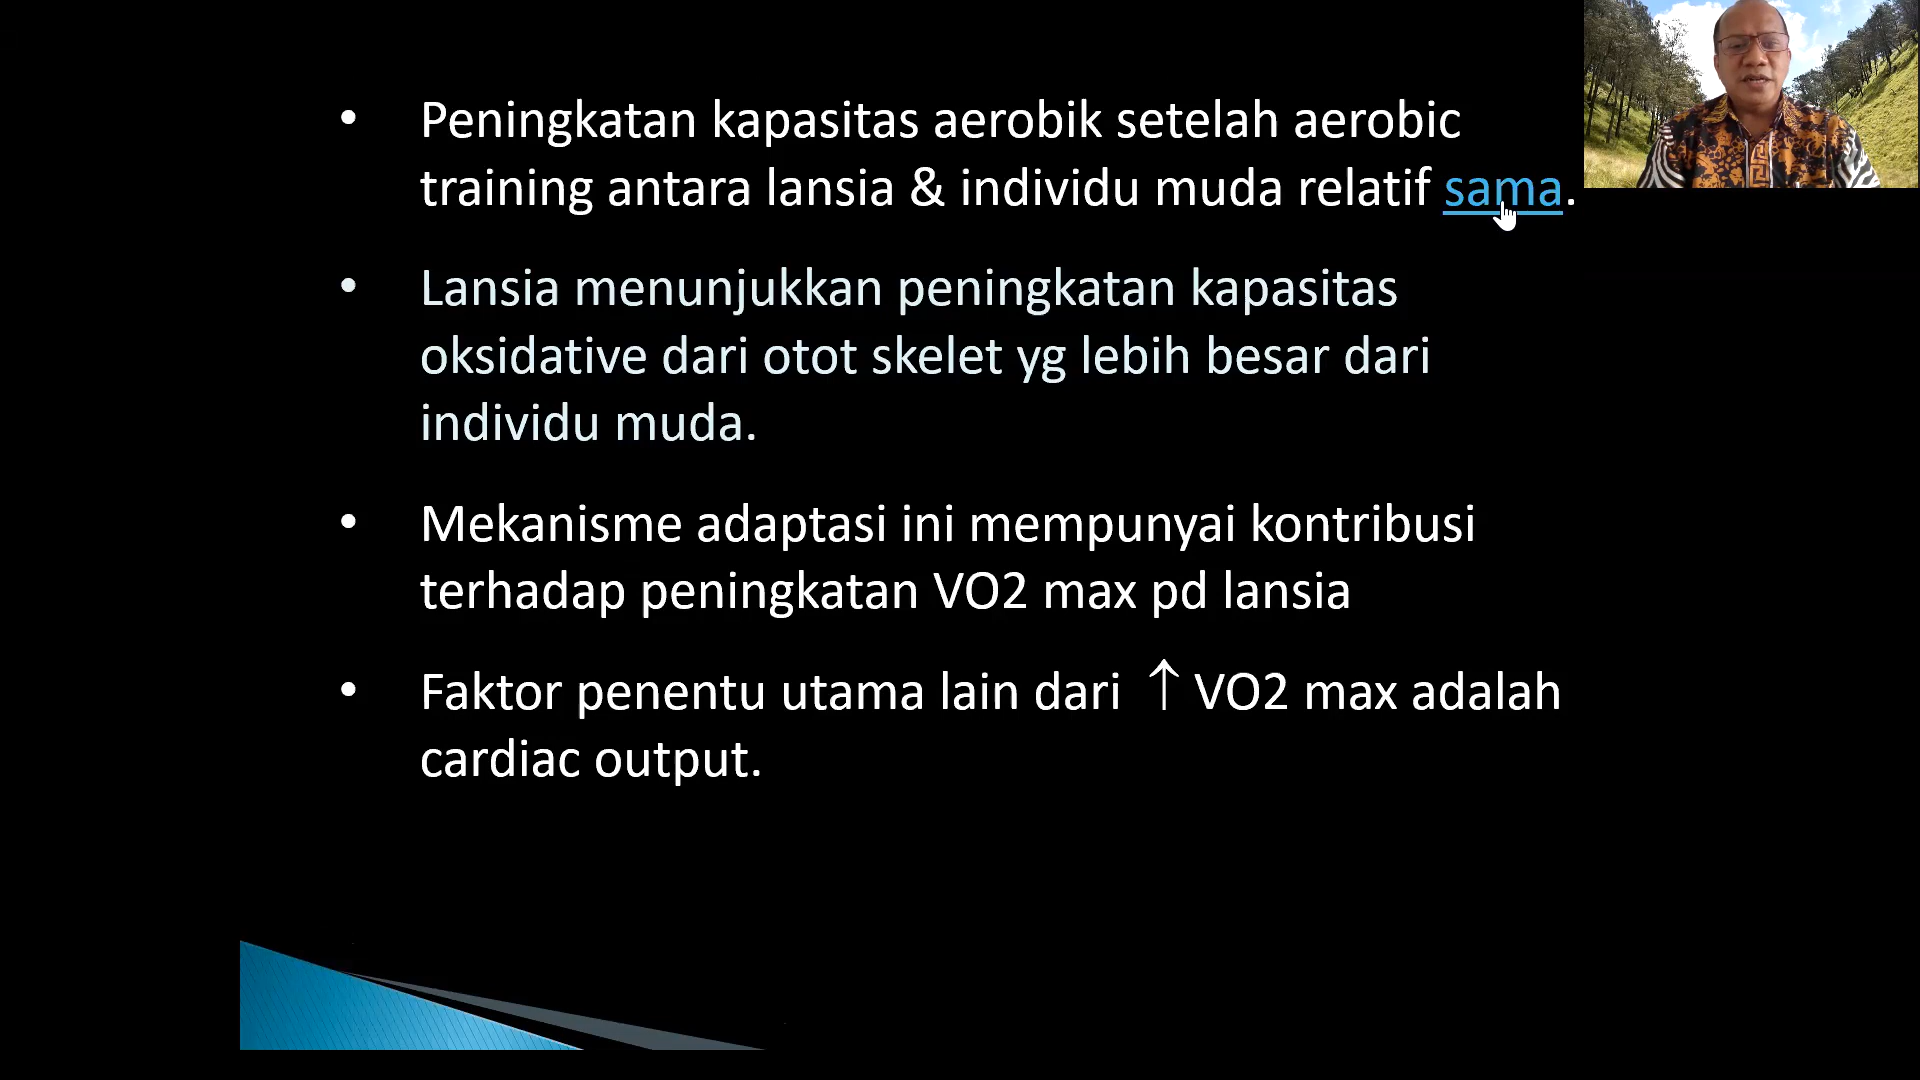 • Peningkatan kapasitas aerobik setelah aerobic
training antara lansia & individu muda relatif sama.
• Lansia menunjukkan peningkatan kapasitas
oksidative dari otot skelet yg lebih besar dari
individu muda.
• Mekanisme adaptasi ini mempunyai kontribusi
terhadap peningkatan VO2 max pd lansia
• Faktor penentu utama lain dari ↑ VO2 max adalah
cardiac output.